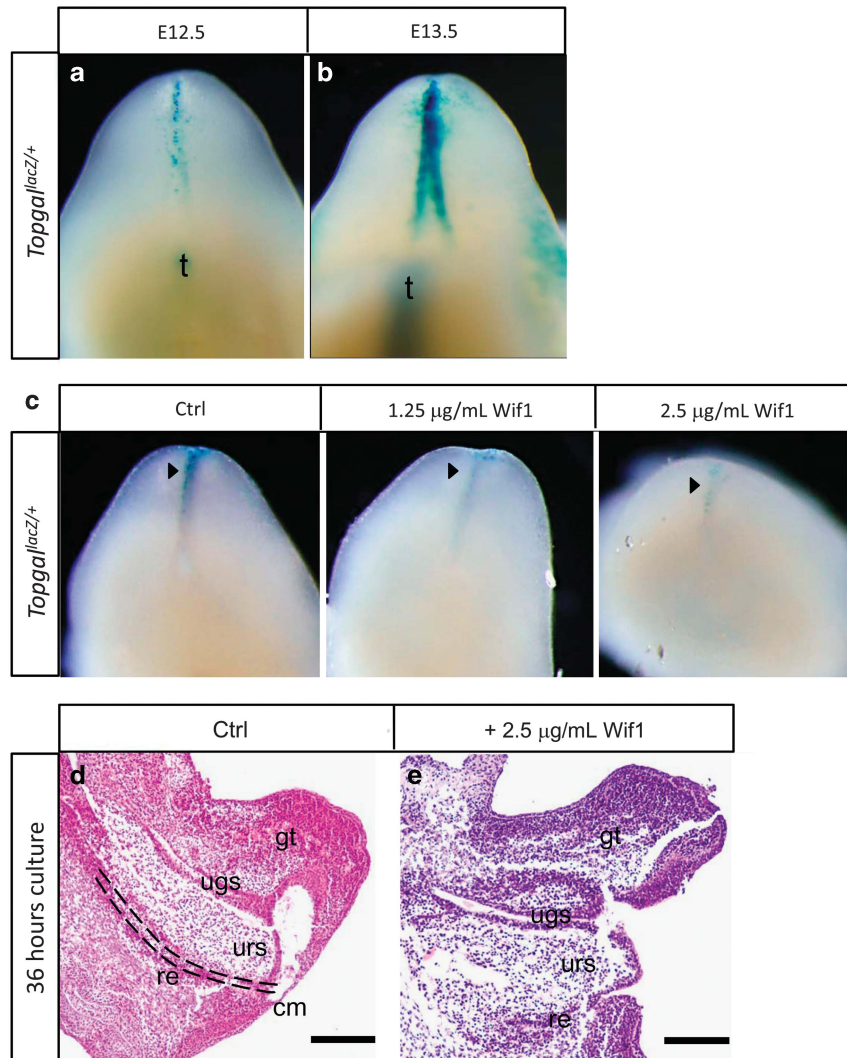 E12.5 E13.5
Topgal^lacZ/+
a b
t t
c
Ctrl 1.25 μg/mL Wif1 2.5 μg/mL Wif1
Topgal^lacZ/+
Ctrl + 2.5 μg/mL Wif1
36 hours culture
d e
gt gt
ugs ugs
urs urs
re re
cm